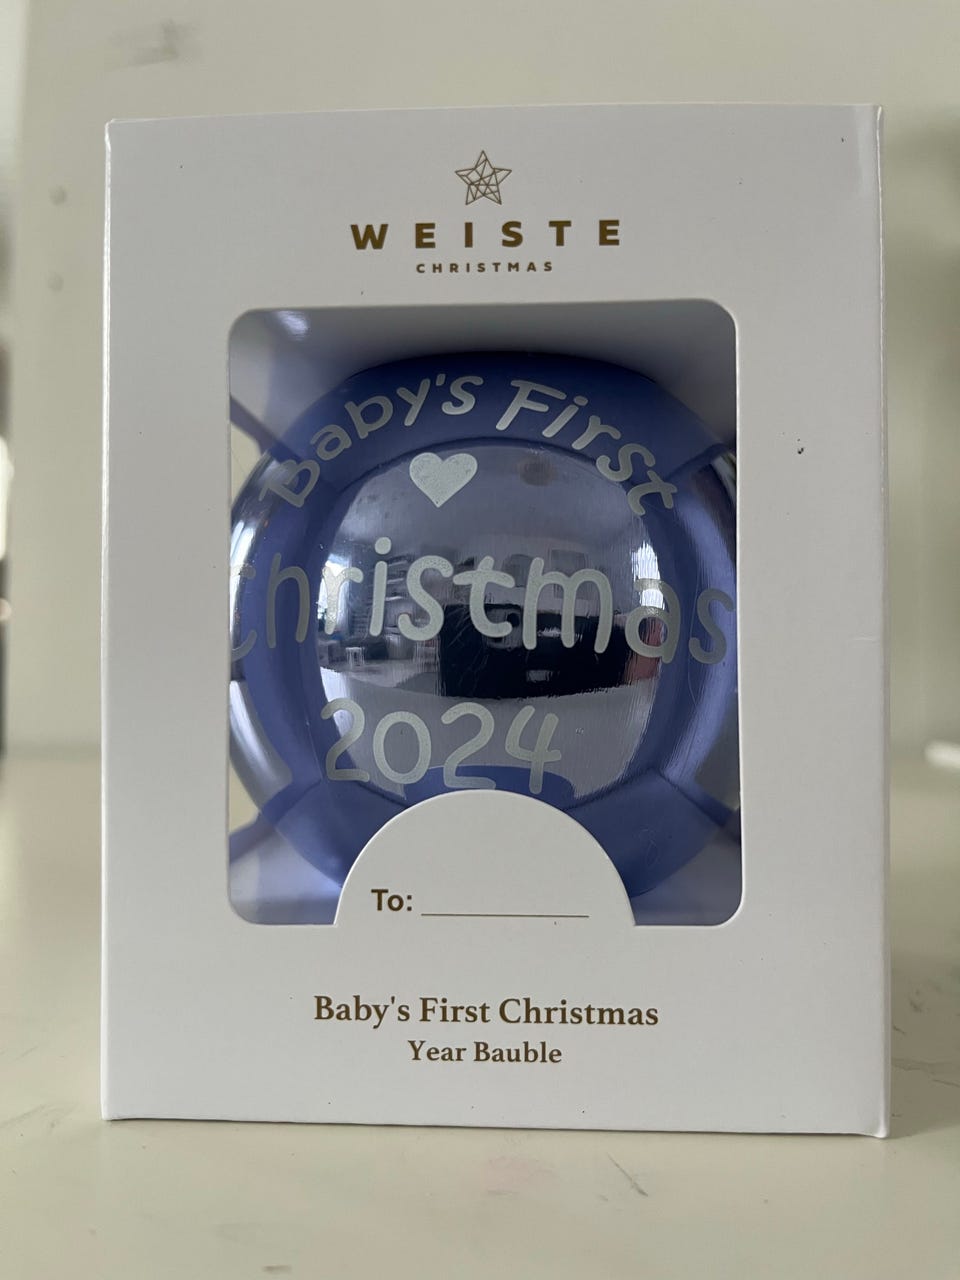 WEISTE
CHRISTMAS
Baby's First
Christmas
2024
To:
Baby's First Christmas
Year Bauble